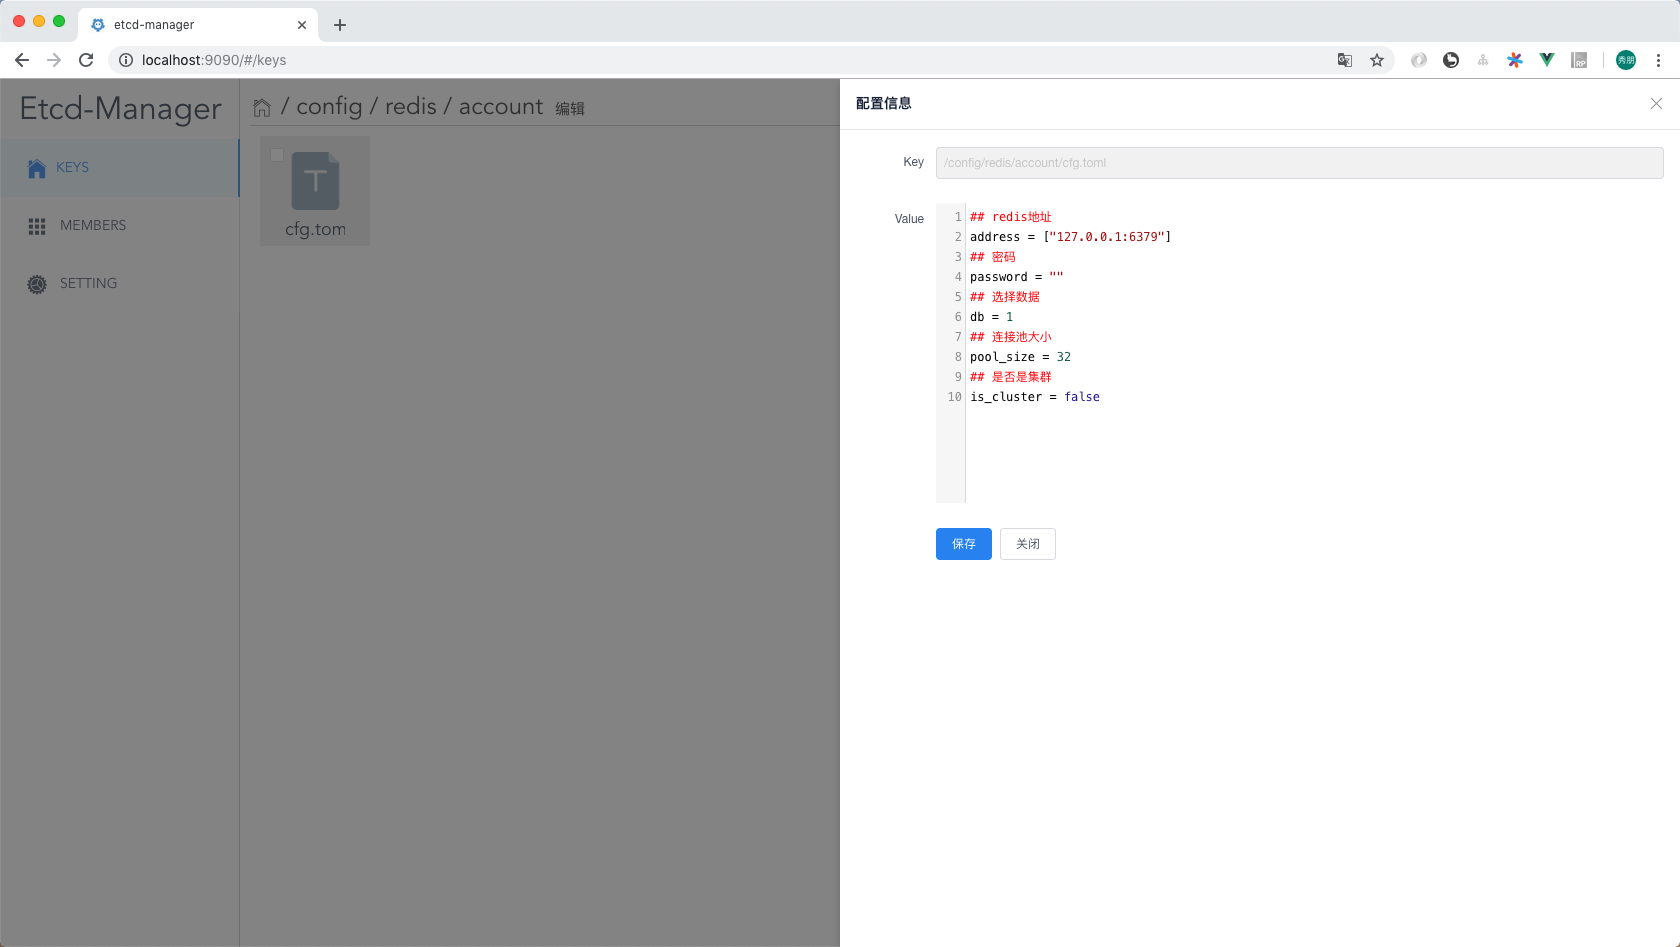 etcd-manager
localhost:9090/#/keys
RP
秀朋
Etcd-Manager
KEYS
MEMBERS
SETTING
/ config / redis / account 编辑
T
cfg.tom
配置信息
Key
/config/redis/account/cfg.toml
Value
1 ## redis地址
2 address = ["127.0.0.1:6379"]
3 ## 密码
4 password = ""
5 ## 选择数据
6 db = 1
7 ## 连接池大小
8 pool_size = 32
9 ## 是否是集群
10 is_cluster = false
保存 关闭